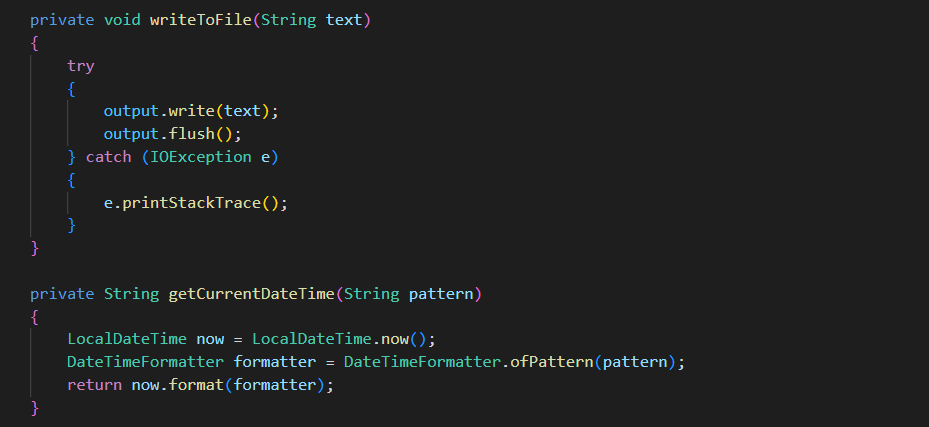 private void writeToFile(String text)
{
    try
    {
        output.write(text);
        output.flush();
    } catch (IOException e)
    {
        e.printStackTrace();
    }
}

private String getCurrentDateTime(String pattern)
{
    LocalDateTime now = LocalDateTime.now();
    DateTimeFormatter formatter = DateTimeFormatter.ofPattern(pattern);
    return now.format(formatter);
}